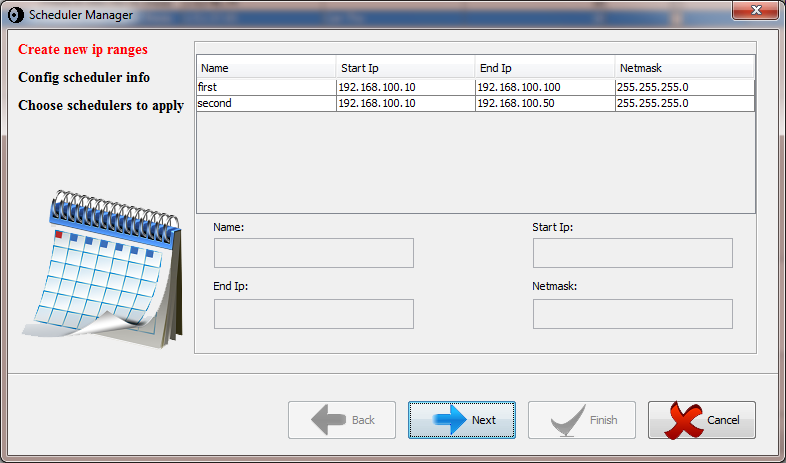 Scheduler Manager
Create new ip ranges
Config scheduler info
Choose schedulers to apply
Name Start Ip End Ip Netmask
first 192.168.100.10 192.168.100.100 255.255.255.0
second 192.168.100.10 192.168.100.50 255.255.255.0
Name: Start Ip:
End Ip: Netmask:
Back Next Finish Cancel